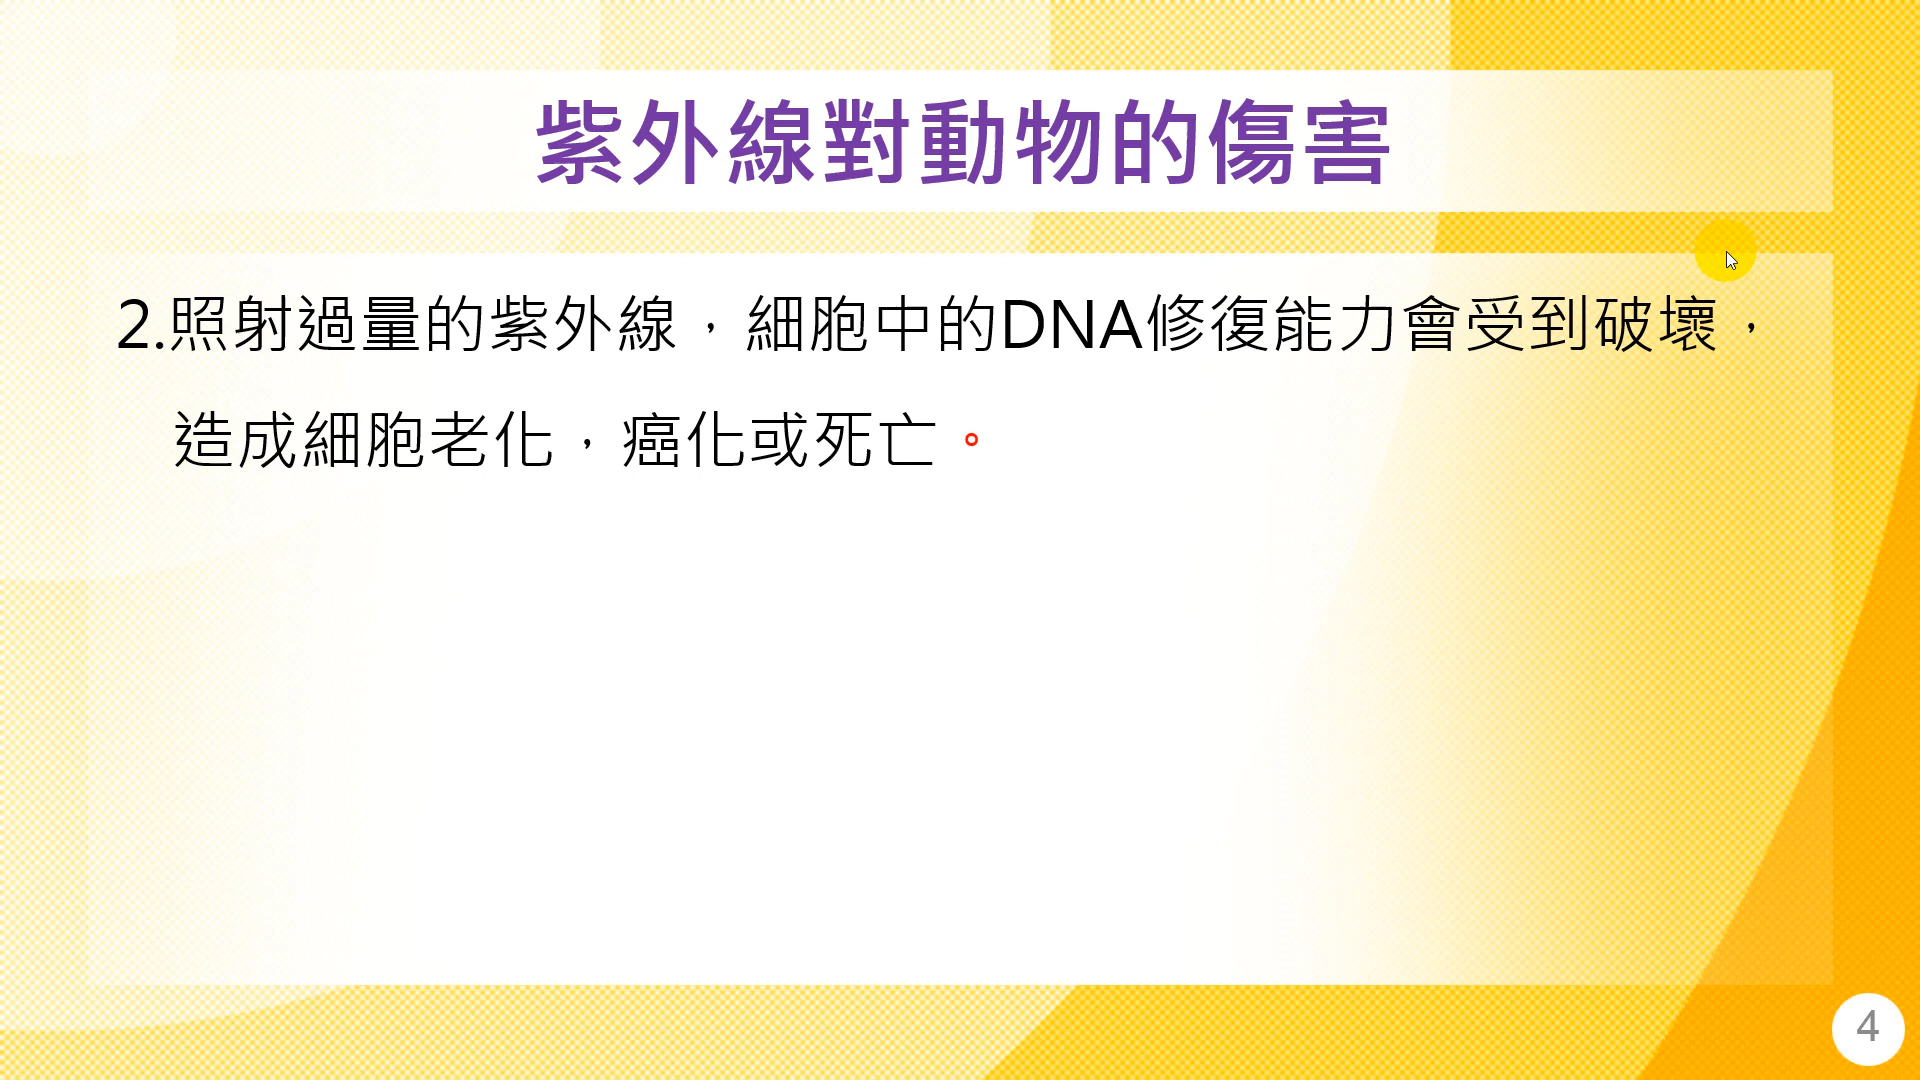 紫外線對動物的傷害
2.照射過量的紫外線，細胞中的DNA修復能力會受到破壞，
造成細胞老化，癌化或死亡。
4